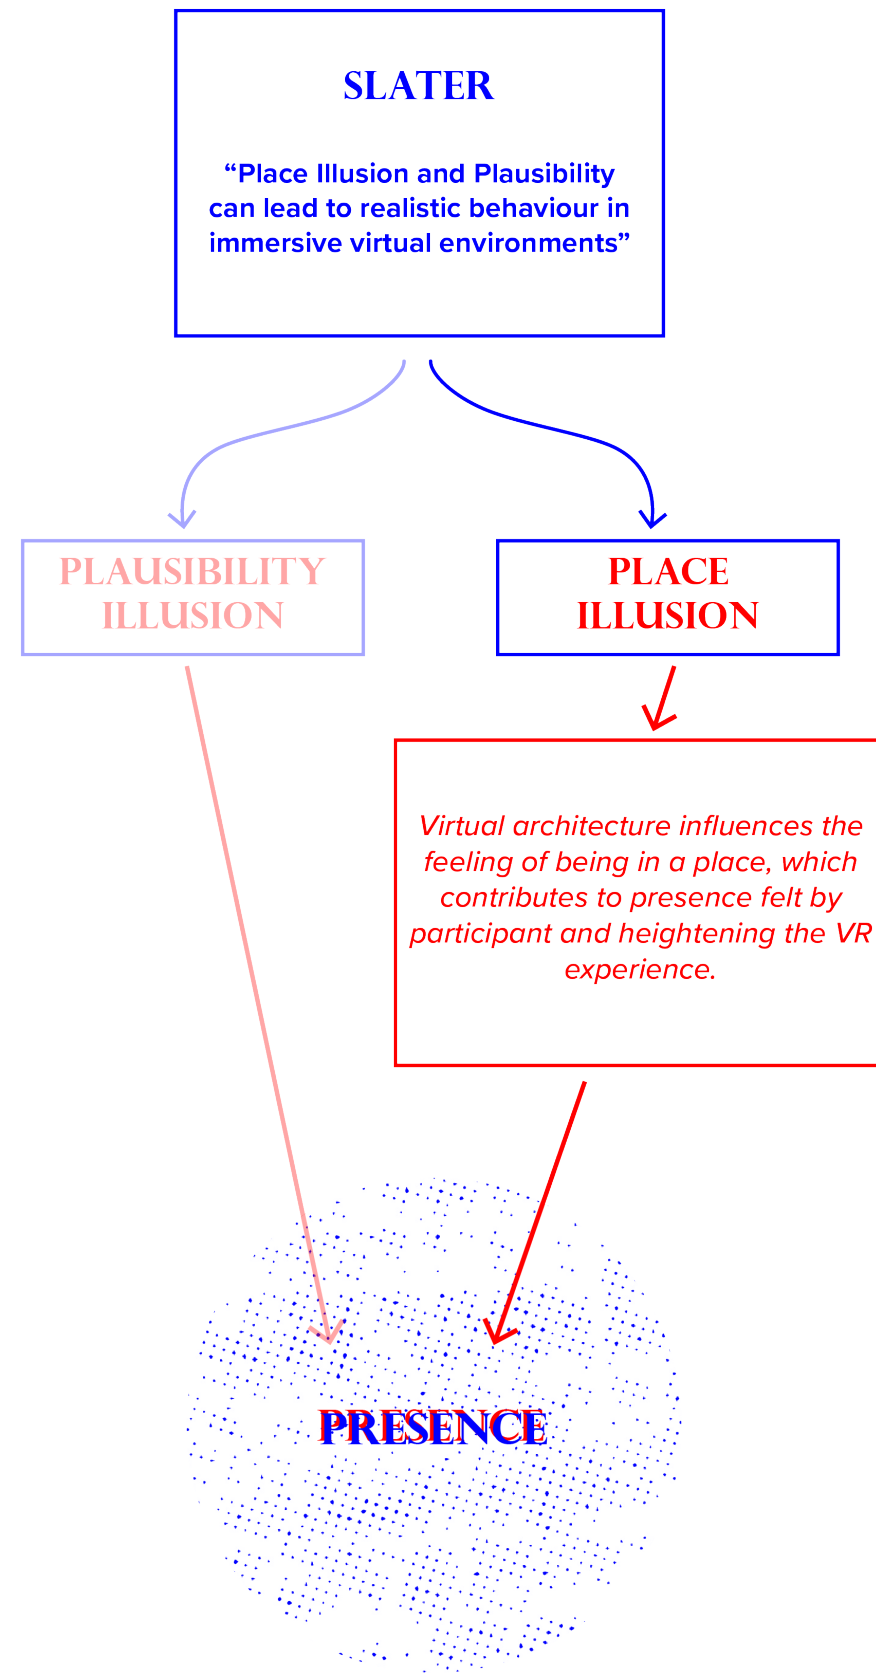 SLATER
“Place Illusion and Plausibility
can lead to realistic behaviour in
immersive virtual environments”
PLAUSIBILITY
ILLUSION
PLACE
ILLUSION
Virtual architecture influences the
feeling of being in a place, which
contributes to presence felt by
participant and heightening the VR
experience.
PRESENCE